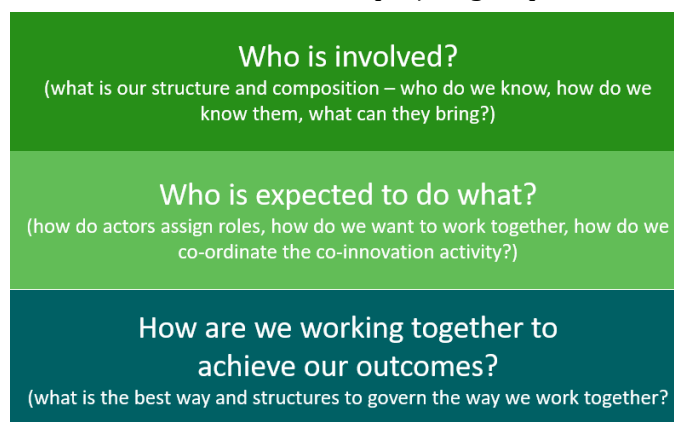 Who is involved?
(what is our structure and composition – who do we know, how do we
know them, what can they bring?)
Who is expected to do what?
(how do actors assign roles, how do we want to work together, how do we
co-ordinate the co-innovation activity?)
How are we working together to
achieve our outcomes?
(what is the best way and structures to govern the way we work together?